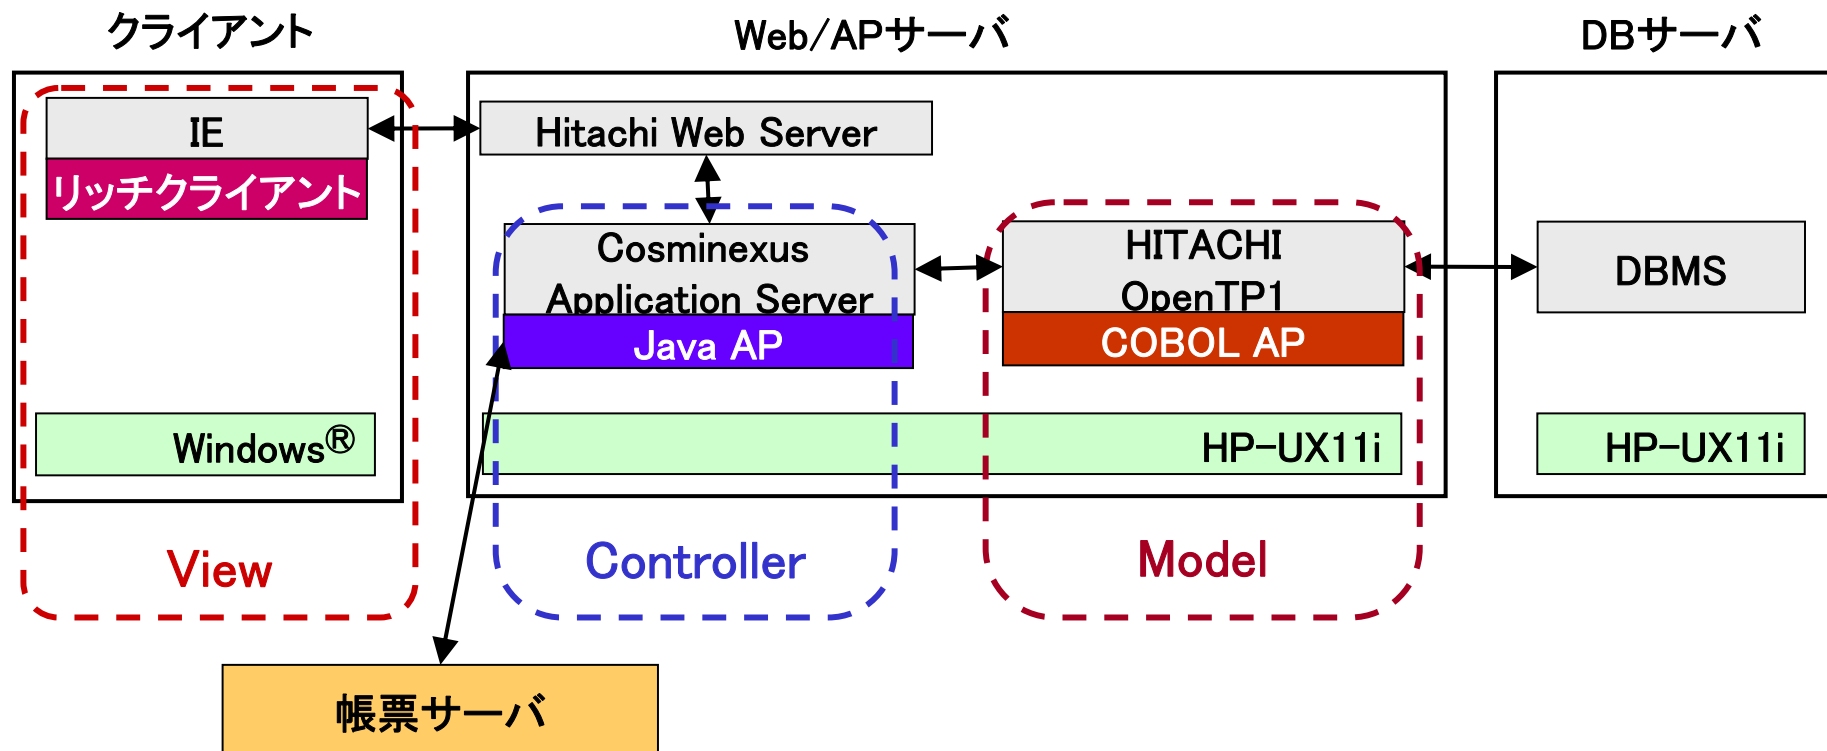 クライアント
Web/APサーバ
DBサーバ
IE
リッチクライアント
Hitachi Web Server
Cosminexus
Application Server
Java AP
HITACHI
OpenTP1
COBOL AP
DBMS
Windows®
HP-UX11i
HP-UX11i
View
Controller
Model
帳票サーバ